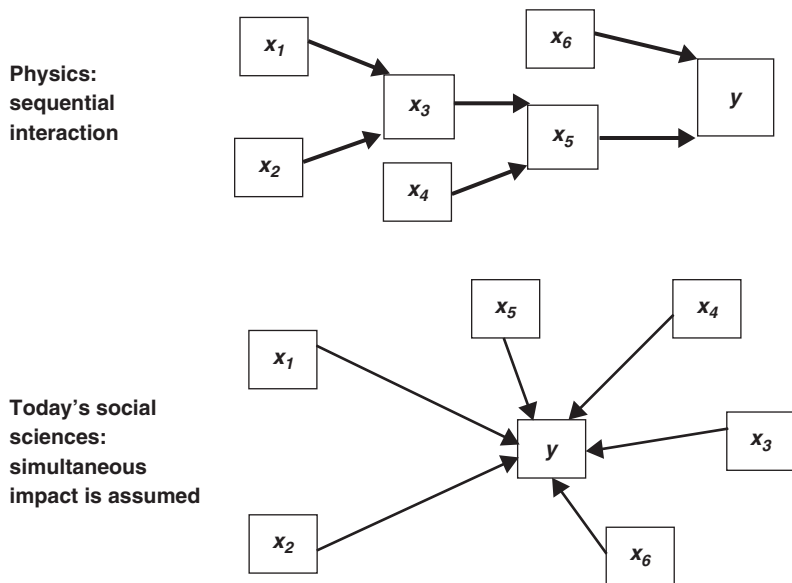 Physics:
sequential
interaction
x1
x2
x3
x4
x5
x6
y
Today's social
sciences:
simultaneous
impact is assumed
x1
x5
x4
y
x3
x2
x6